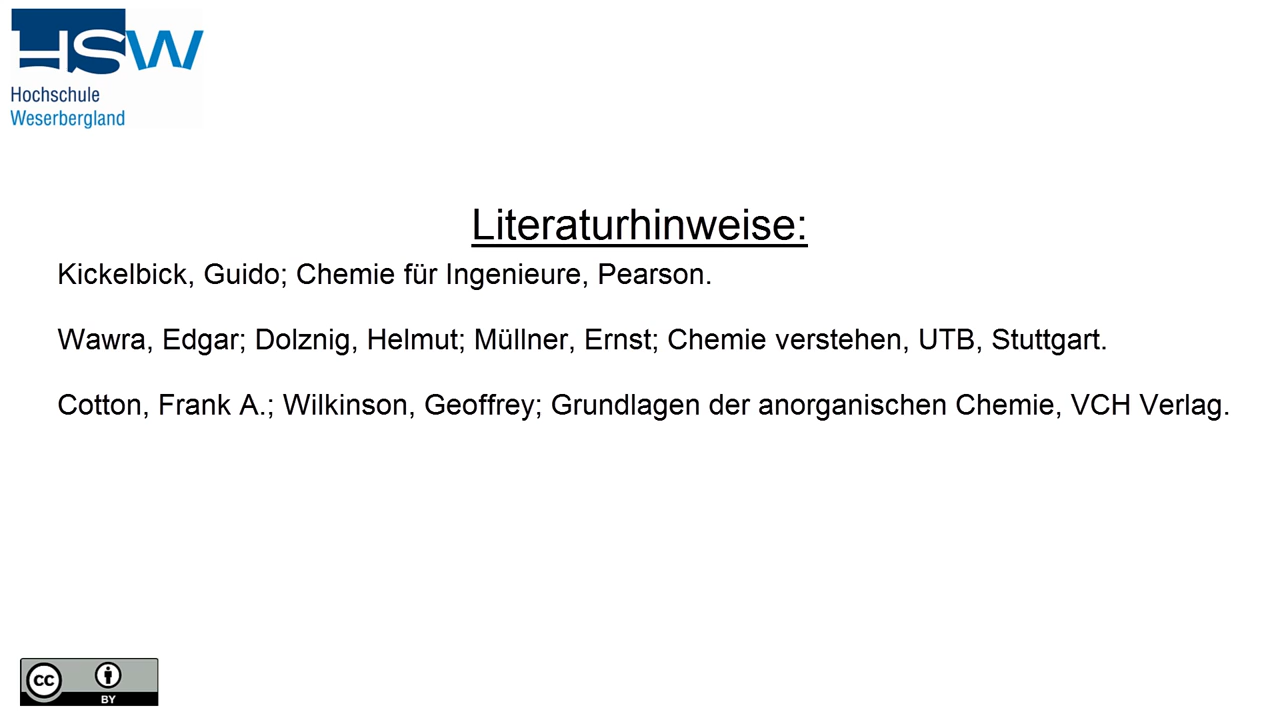 HSW
Hochschule
Weserbergland
Literaturhinweise:
Kickelbick, Guido; Chemie für Ingenieure, Pearson.
Wawra, Edgar; Dolznig, Helmut; Müllner, Ernst; Chemie verstehen, UTB, Stuttgart.
Cotton, Frank A.; Wilkinson, Geoffrey; Grundlagen der anorganischen Chemie, VCH Verlag.
cc
BY